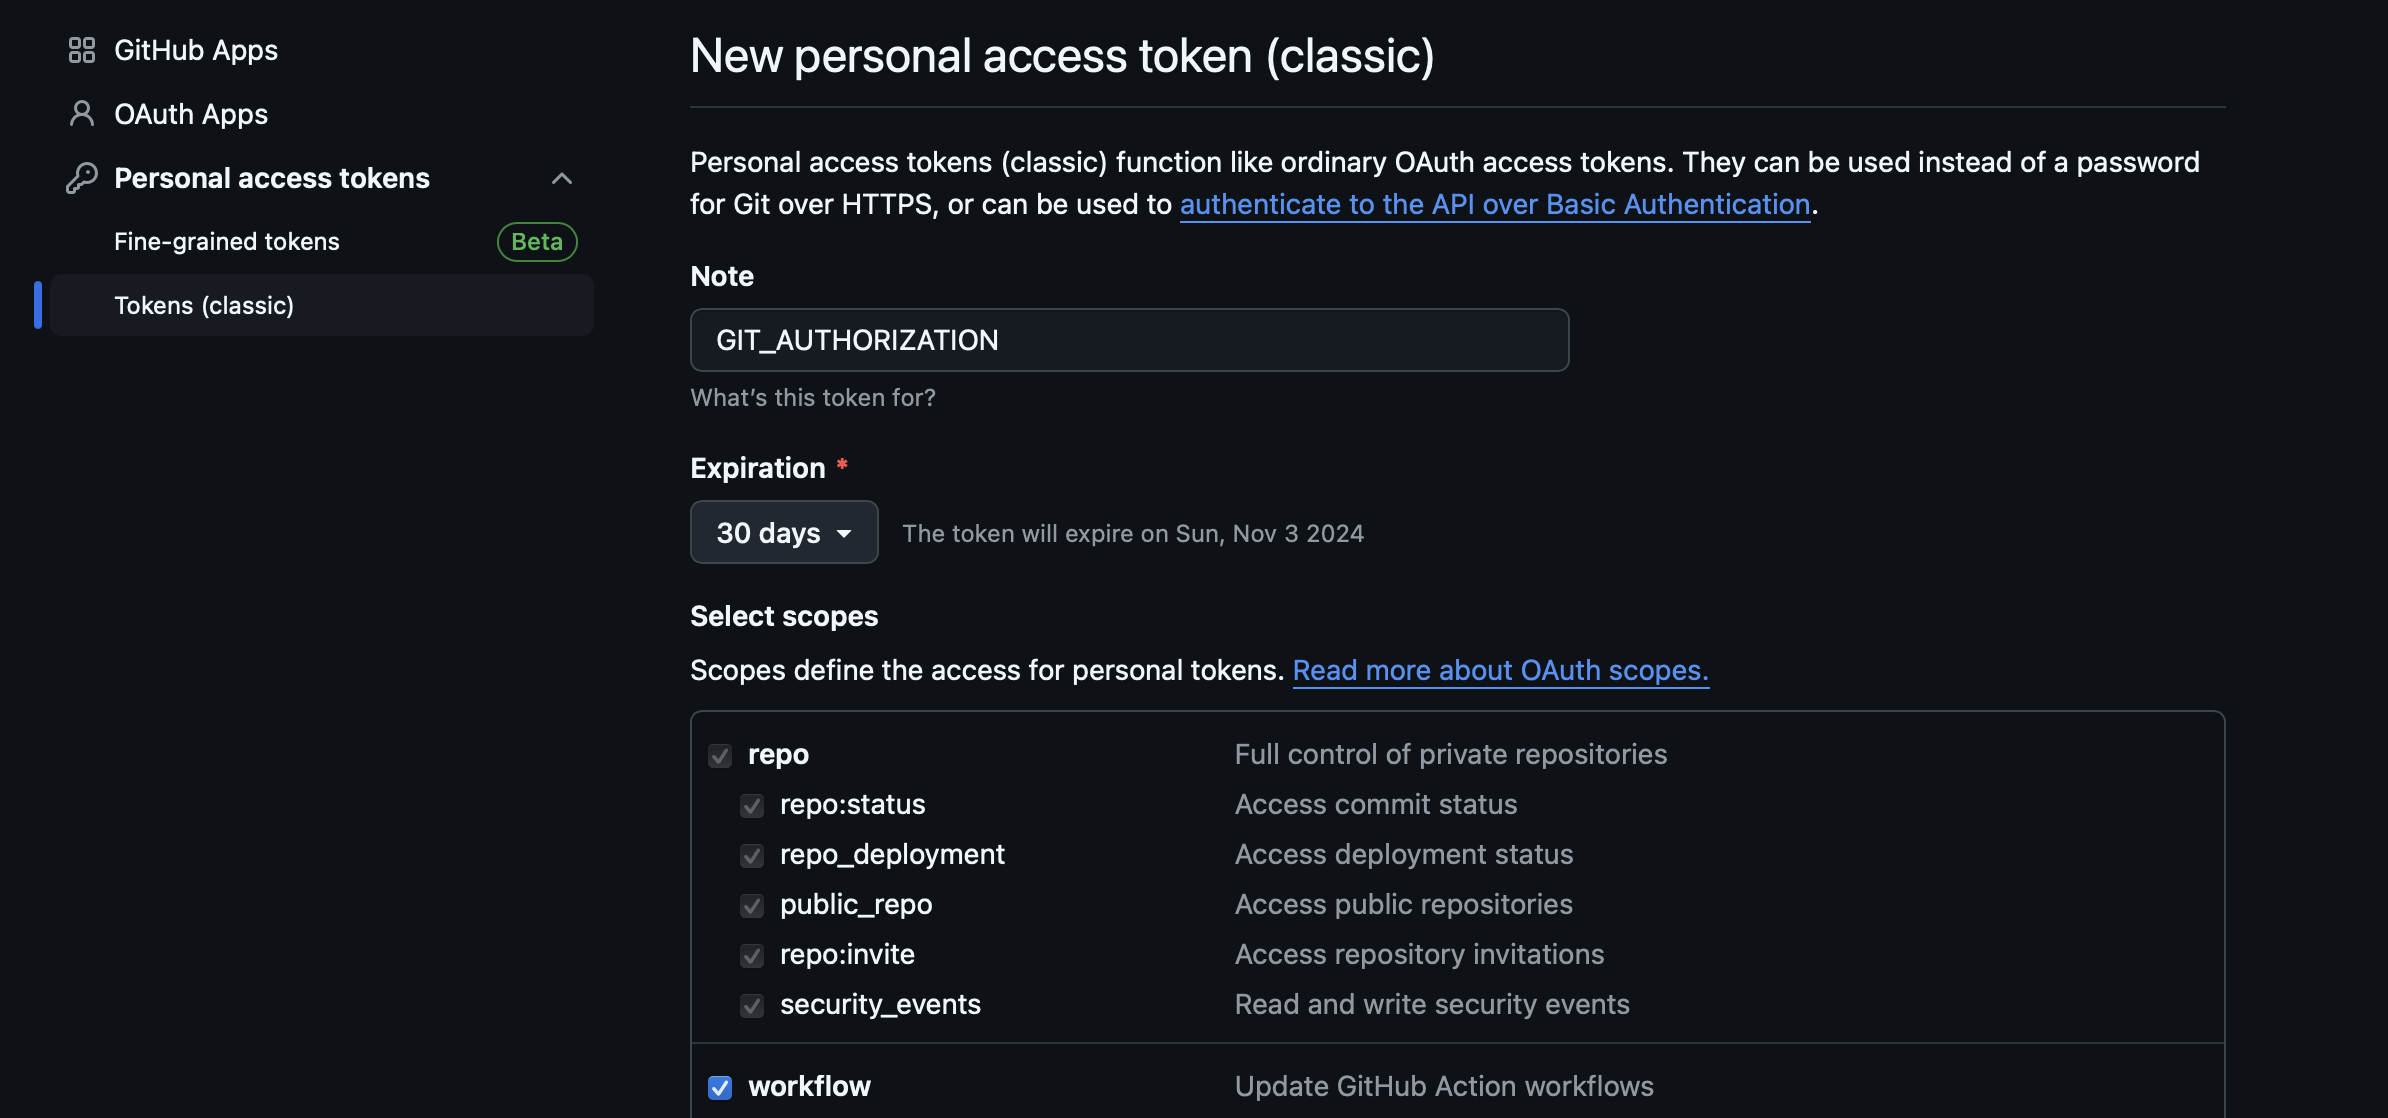 GitHub Apps
OAuth Apps
Personal access tokens
Fine-grained tokens Beta
Tokens (classic)
New personal access token (classic)
Personal access tokens (classic) function like ordinary OAuth access tokens. They can be used instead of a password
for Git over HTTPS, or can be used to authenticate to the API over Basic Authentication.
Note
GIT_AUTHORIZATION
What's this token for?
Expiration *
30 days The token will expire on Sun, Nov 3 2024
Select scopes
Scopes define the access for personal tokens. Read more about OAuth scopes.
repo Full control of private repositories
repo:status Access commit status
repo_deployment Access deployment status
public_repo Access public repositories
repo:invite Access repository invitations
security_events Read and write security events
workflow Update GitHub Action workflows